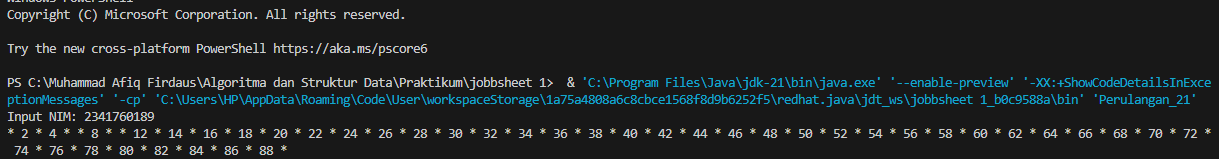 Windows PowerShell
Copyright (C) Microsoft Corporation. All rights reserved.
Try the new cross-platform PowerShell https://aka.ms/pscore6
PS C:\Muhammad Afiq Firdaus\Algoritma dan Struktur Data\Praktikum\jobbsheet 1>  & 'C:\Program Files\Java\jdk-21\bin\java.exe' '--enable-preview' '-XX:+ShowCodeDetailsInExce
ptionMessages' '-cp' 'C:\Users\HP\AppData\Roaming\Code\User\workspaceStorage\1a75a4808a6c8cbce1568f8d9b6252f5\redhat.java\jdt_ws\jobbsheet 1_b0c9588a\bin' 'Perulangan_21'
Input NIM: 2341760189
* 2 * 4 * * 8 * * 12 * 14 * 16 * 18 * 20 * 22 * 24 * 26 * 28 * 30 * 32 * 34 * 36 * 38 * 40 * 42 * 44 * 46 * 48 * 50 * 52 * 54 * 56 * 58 * 60 * 62 * 64 * 66 * 68 * 70 * 72 *
 74 * 76 * 78 * 80 * 82 * 84 * 86 * 88 *